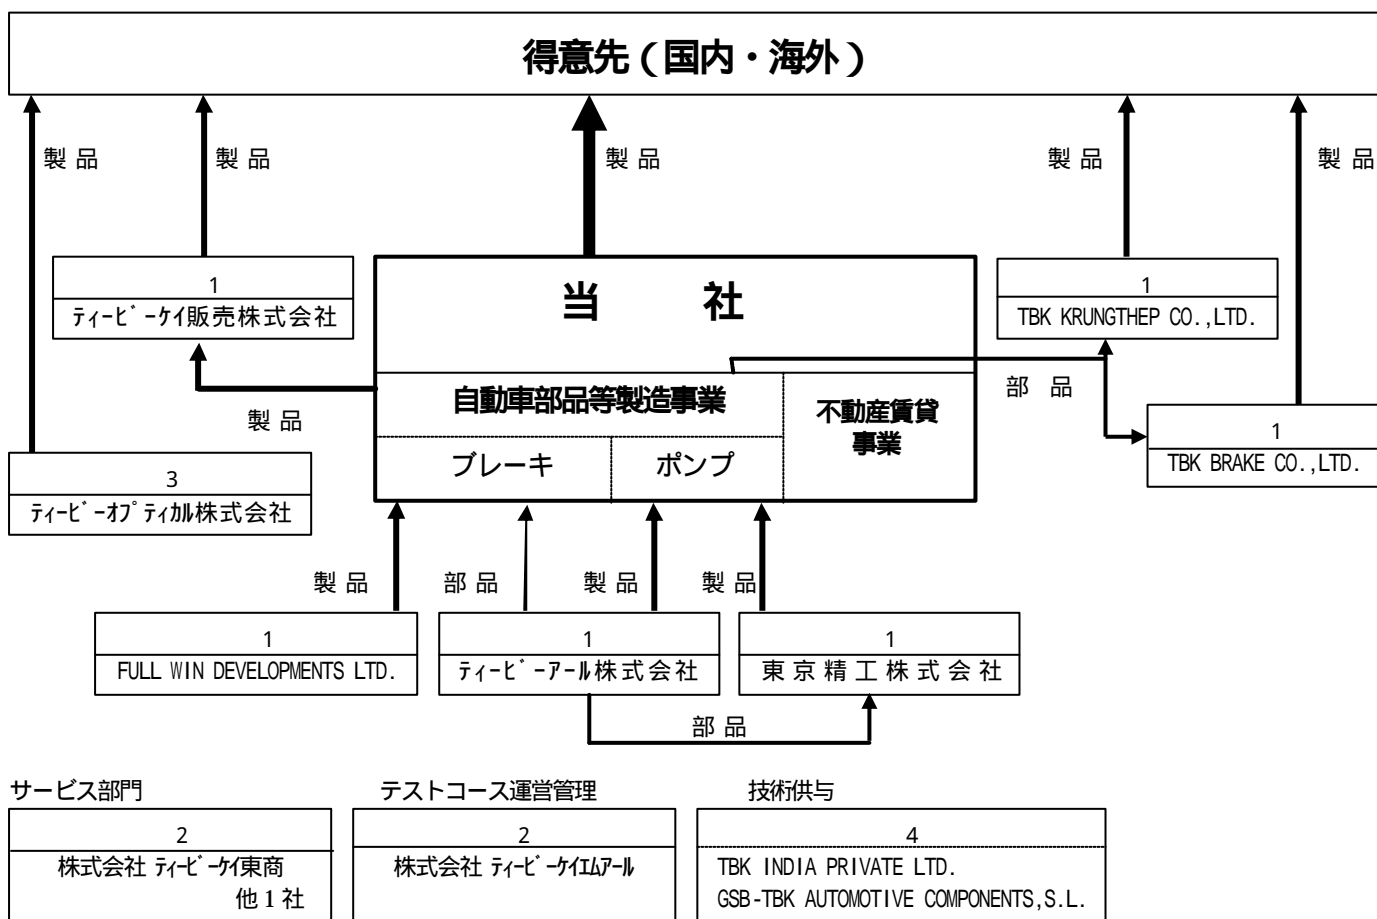 得意先（国内・海外）
製 品
製 品
製 品
製 品
製 品
1
ティービーケイ販売株式会社
当 社
1
TBK KRUNGTHEP CO.,LTD.
部 品
製 品
自動車部品等製造事業
不動産賃貸
事業
ブレーキ
ポンプ
1
TBK BRAKE CO.,LTD.
3
ティービーオプティカル株式会社
製 品
部 品
製 品
製 品
1
FULL WIN DEVELOPMENTS LTD.
1
ティービーアール株式会社
1
東京精工株式会社
部 品
サービス部門
テストコース運営管理
技術供与
2
株式会社 ティービーケイ東商
他１社
2
株式会社 ティービーケイエムアール
4
TBK INDIA PRIVATE LTD.
GSB-TBK AUTOMOTIVE COMPONENTS,S.L.